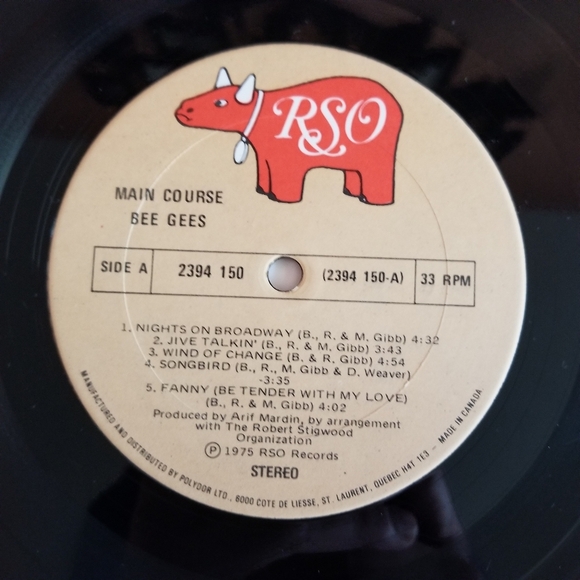 RSO
MAIN COURSE
BEE GEES
SIDE A 2394 150 (2394 150-A) 33 RPM
1. NIGHTS ON BROADWAY (B., R. & M. Gibb) 4:32
2. JIVE TALKIN' (B., R. & M. Gibb) 3:43
3. WIND OF CHANGE (B. & R. Gibb) 4:54
4. SONGBIRD (B., R., M. Gibb & D. Weaver)
-3:35
5. FANNY (BE TENDER WITH MY LOVE)
(B., R. & M. Gibb) 4:02
Produced by Arif Mardin, by arrangement
with The Robert Stigwood
Organization
Ⓟ 1975 RSO Records
STEREO
MANUFACTURED AND DISTRIBUTED BY POLYDOR LTD., 6000 COTE DE LIESSE, ST. LAURENT, QUEBEC H4T 1E3 - MADE IN CANADA